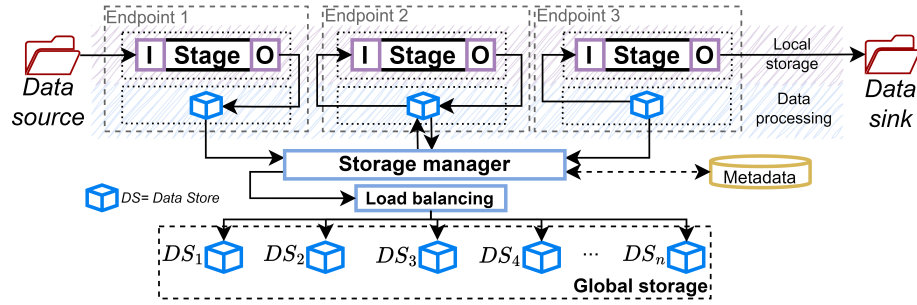 Endpoint 1
Endpoint 2
Endpoint 3
I Stage O
I Stage O
I Stage O
Local
storage
Data
source
Data
processing
Data
sink
Storage manager
Metadata
DS= Data Store
Load balancing
DS1
DS2
DS3
DS4
...
DSn
Global storage